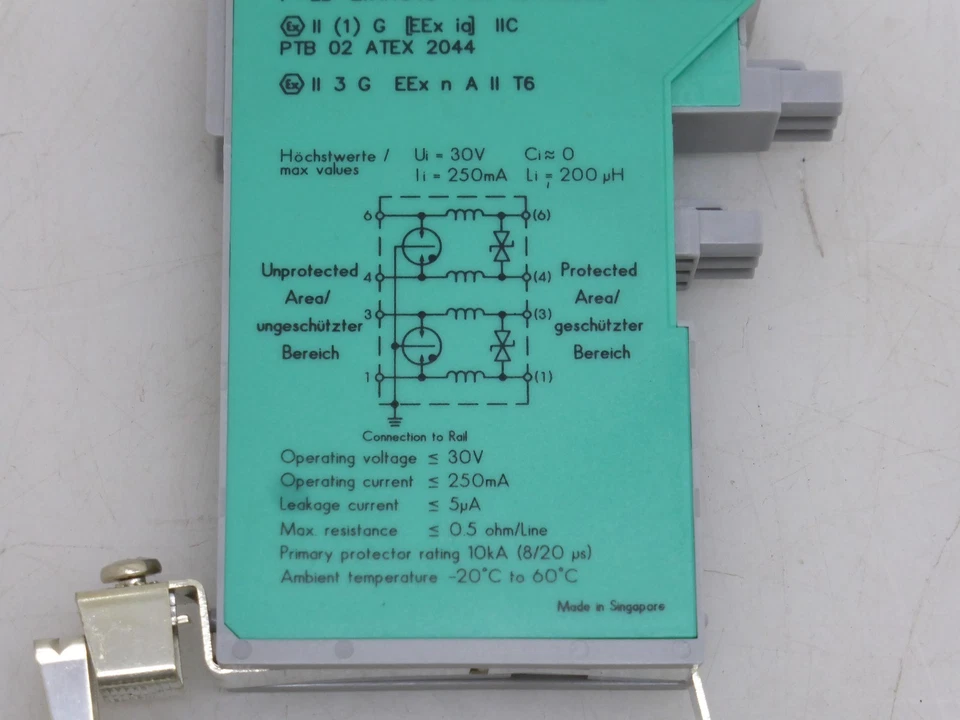 Ex II (1) G [EEx ia] IIC
PTB 02 ATEX 2044
Ex II 3 G EEx n A II T6
Höchstwerte / Ui = 30V Ci ≈ 0
max values Ii = 250mA Li = 200 µH
6 (6)
4 (4)
Unprotected
Area/
ungeschützter
Bereich
Protected
Area/
geschützter
Bereich
3 (3)
1 (1)
Connection to Rail
Operating voltage ≤ 30V
Operating current ≤ 250mA
Leakage current ≤ 5µA
Max. resistance ≤ 0.5 ohm/Line
Primary protector rating 10kA (8/20 µs)
Ambient temperature -20°C to 60°C
Made in Singapore